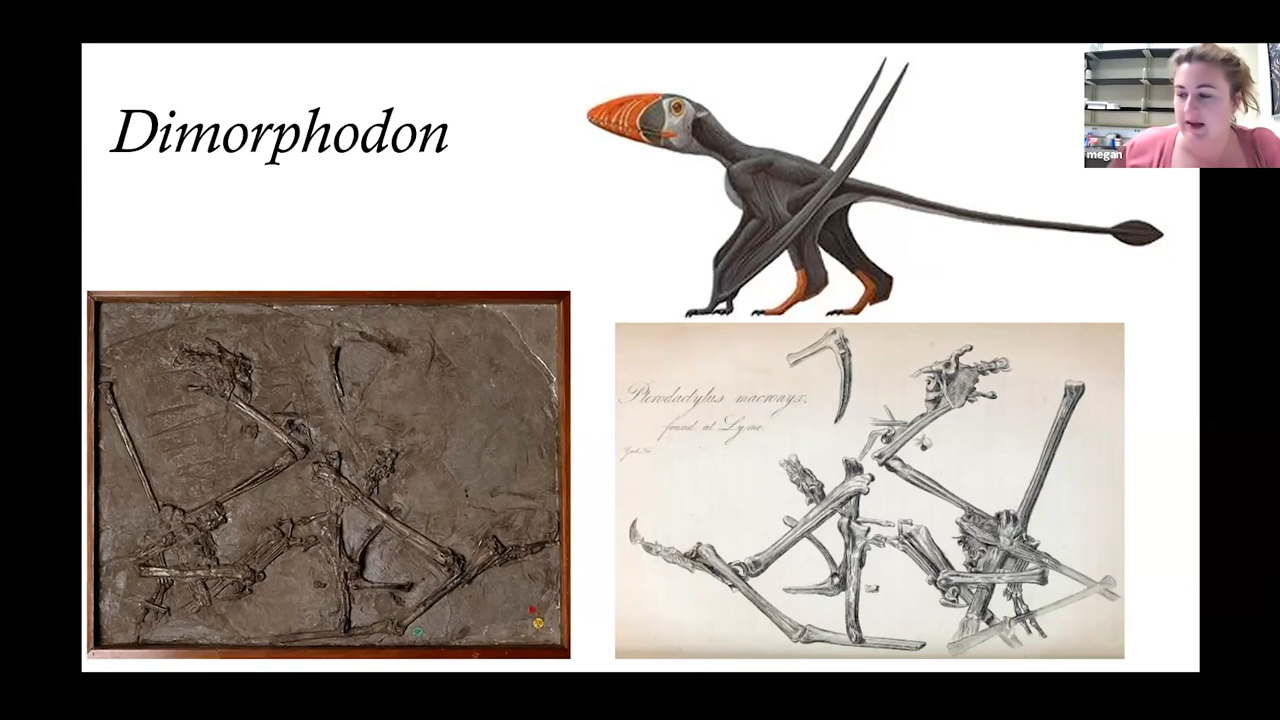 Dimorphodon
megan
Pterodactylus macronyx,
found at Lyme.